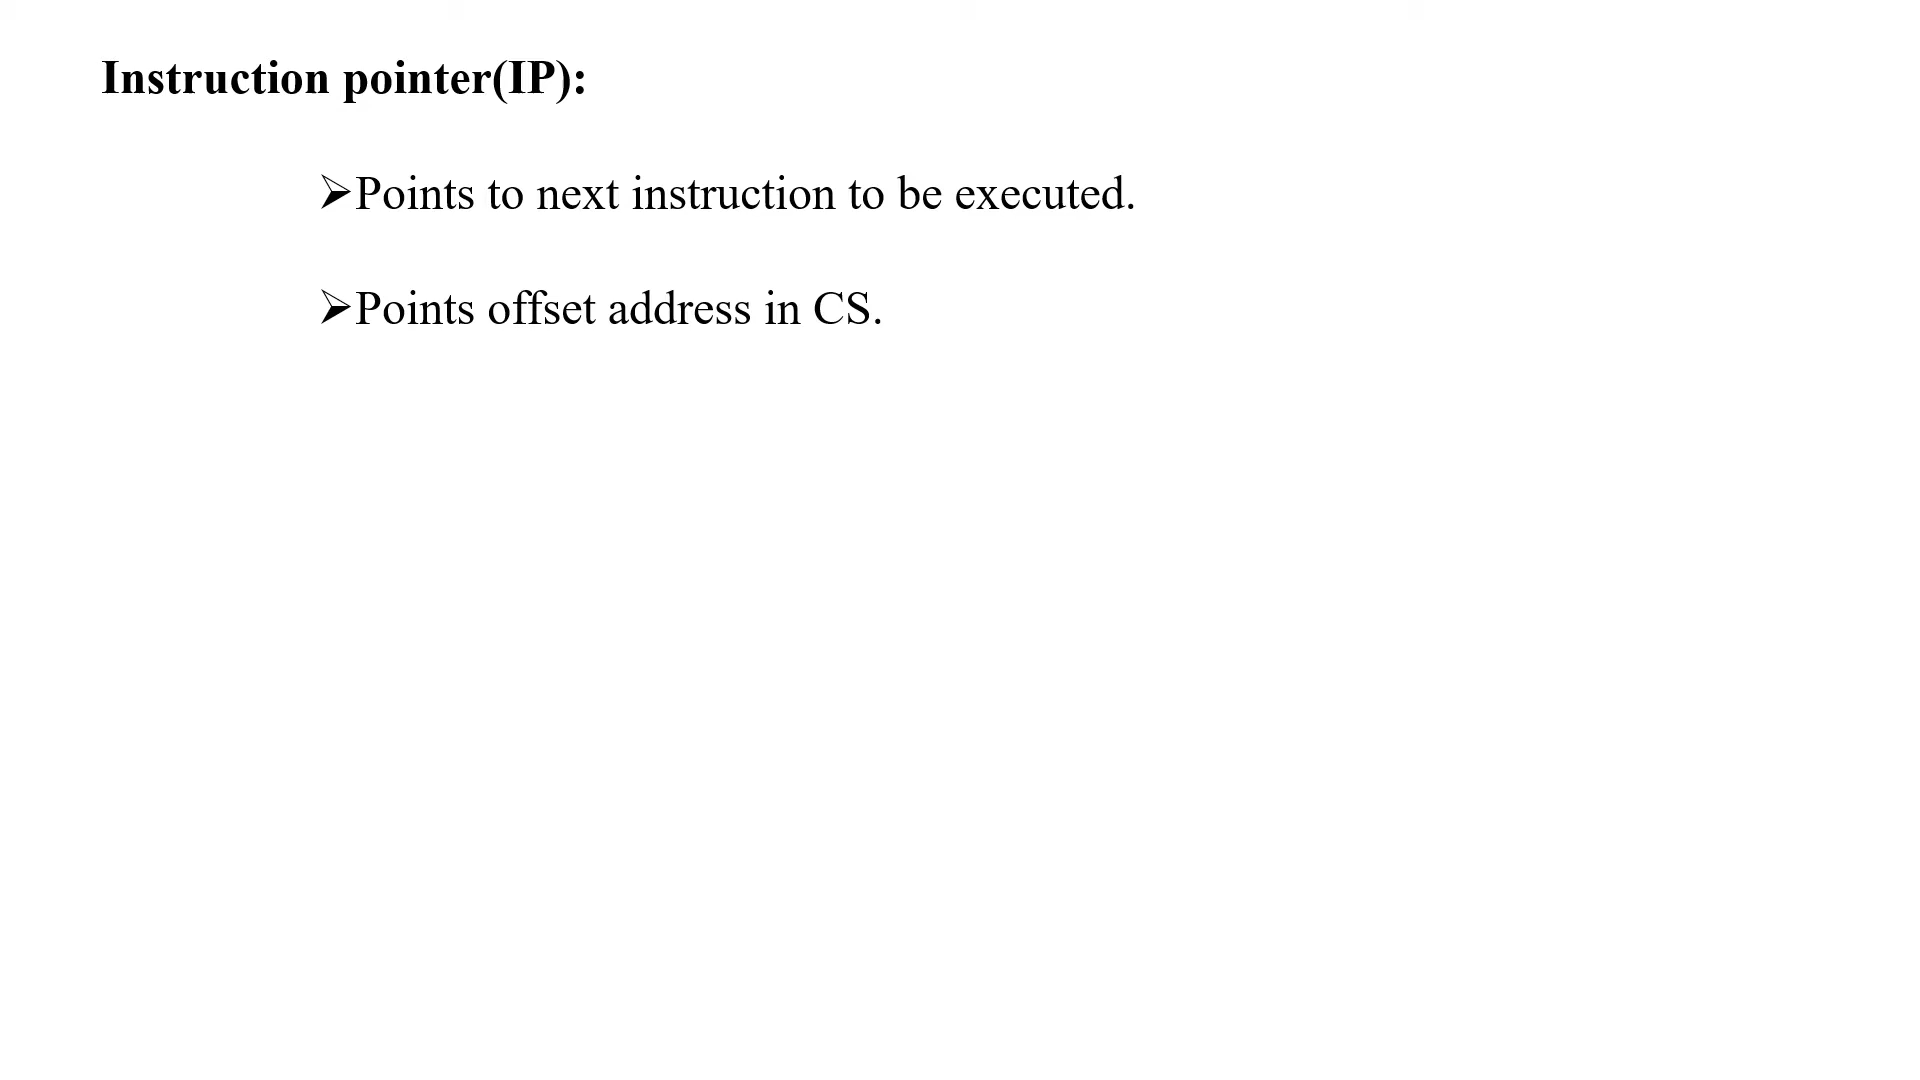 Instruction pointer(IP):
➢Points to next instruction to be executed.
➢Points offset address in CS.